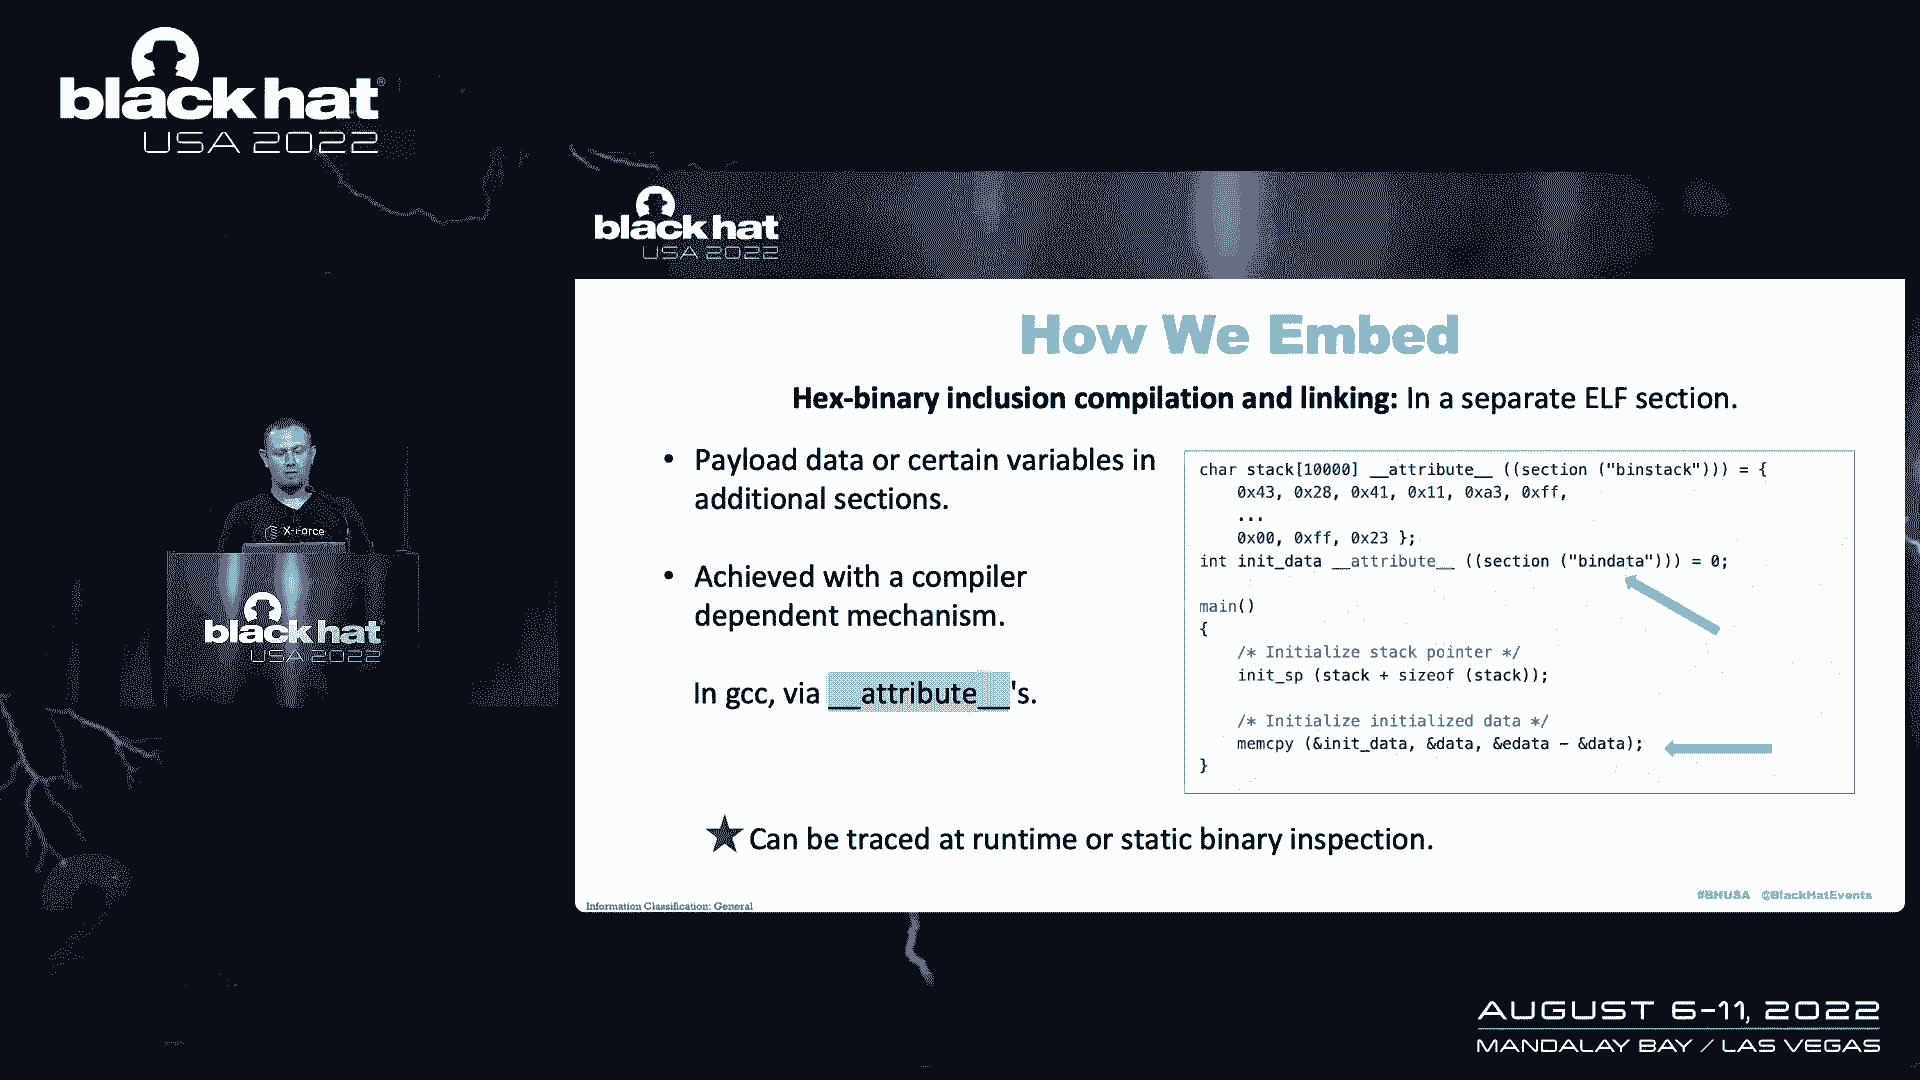 black hat®
USA 2022
black hat
USA 2022
How We Embed
Hex-binary inclusion compilation and linking: In a separate ELF section.
• Payload data or certain variables in
additional sections.
• Achieved with a compiler
dependent mechanism.
In gcc, via __attribute__'s.
char stack[10000] __attribute__ ((section ("binstack"))) = {
0x43, 0x28, 0x41, 0x11, 0xa3, 0xff,
...
0x00, 0xff, 0x23 };
int init_data __attribute__ ((section ("bindata"))) = 0;
main()
{
/* Initialize stack pointer */
init_sp (stack + sizeof (stack));
/* Initialize initialized data */
memcpy (&init_data, &data, &edata - &data);
}
★ Can be traced at runtime or static binary inspection.
Information Classification: General
#BHUSA @BlackHatEvents
X-Force
black hat
USA 2022
AUGUST 6-11, 2022
MANDALAY BAY / LAS VEGAS